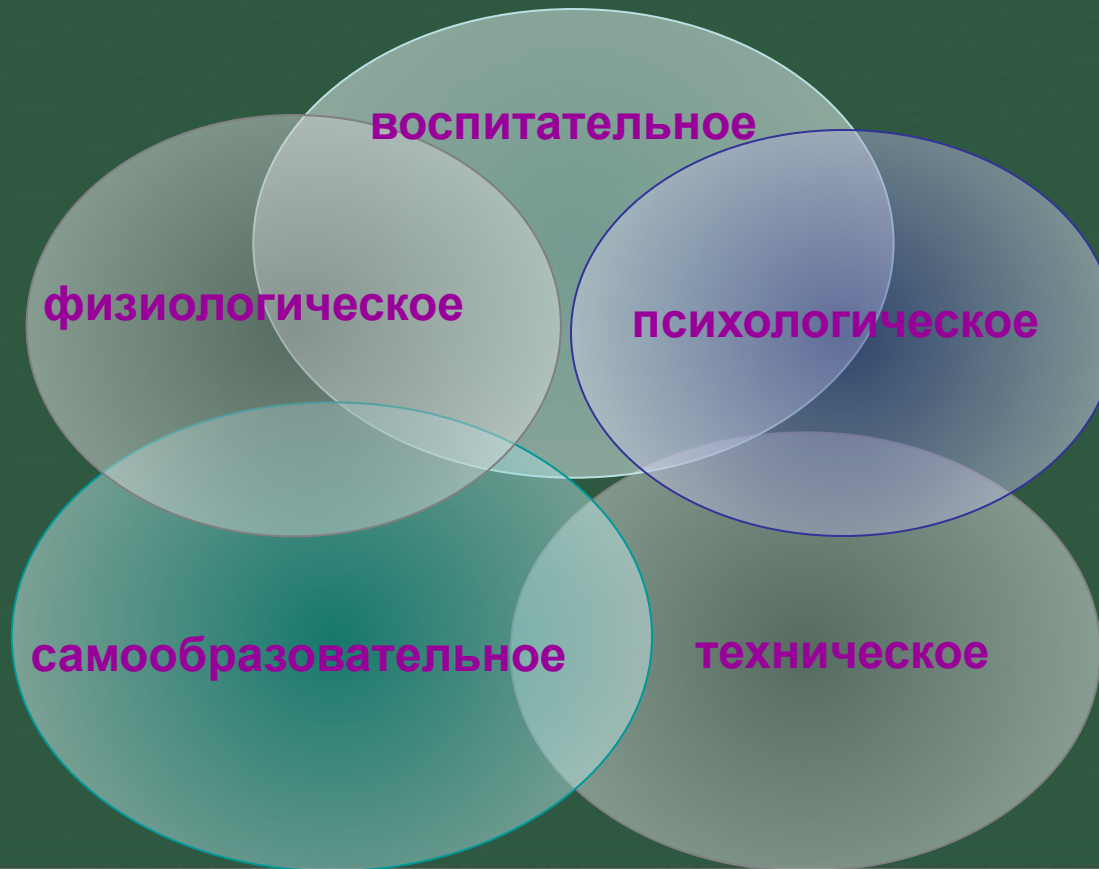 воспитательное
физиологическое
психологическое
самообразовательное
техническое